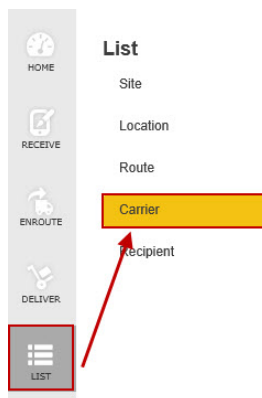 HOME
RECEIVE
ENROUTE
DELIVER
LIST
List
Site
Location
Route
Carrier
Recipient